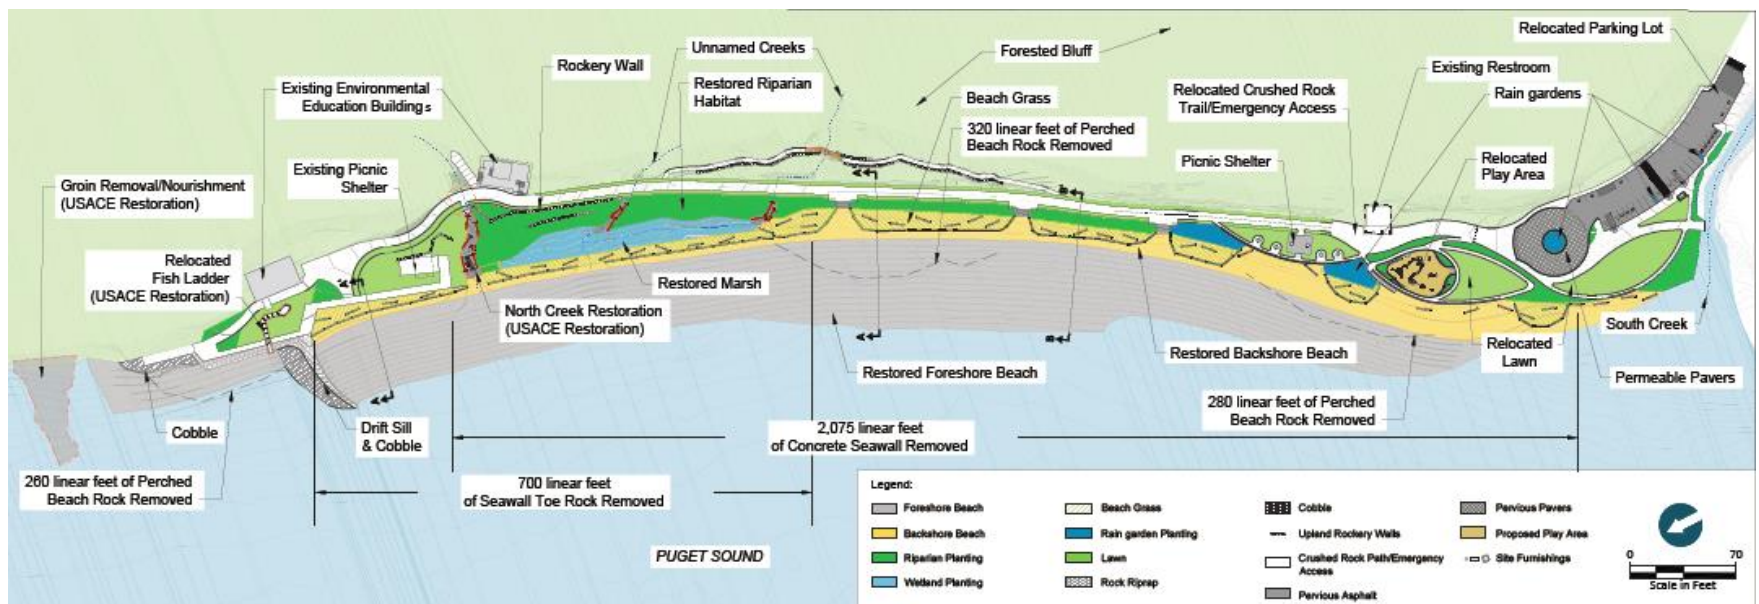 Relocated Parking Lot
Unnamed Creeks
Forested Bluff
Rockery Wall
Existing Restroom
Existing Environmental
Education Buildings
Restored Riparian
Habitat
Beach Grass
Relocated Crushed Rock
Trail/Emergency Access
Rain gardens
320 linear feet of Perched
Beach Rock Removed
Existing Picnic
Shelter
Picnic Shelter
Relocated
Play Area
Groin Removal/Nourishment
(USACE Restoration)
A
B
Relocated
Fish Ladder
(USACE Restoration)
Restored Marsh
North Creek Restoration
(USACE Restoration)
South Creek
A
B
Restored Foreshore Beach
Restored Backshore Beach
Relocated
Lawn
Permeable Pavers
Cobble
Drift Sill
& Cobble
280 linear feet of Perched
Beach Rock Removed
2,075 linear feet
of Concrete Seawall Removed
260 linear feet of Perched
Beach Rock Removed
700 linear feet
of Seawall Toe Rock Removed
PUGET SOUND
Legend:
Foreshore Beach
Backshore Beach
Riparian Planting
Wetland Planting
Beach Grass
Rain garden Planting
Lawn
Rock Riprap
Cobble
Upland Rockery Walls
Crushed Rock Path/Emergency
Access
Pervious Asphalt
Pervious Pavers
Proposed Play Area
Site Furnishings
0 70
Scale in Feet